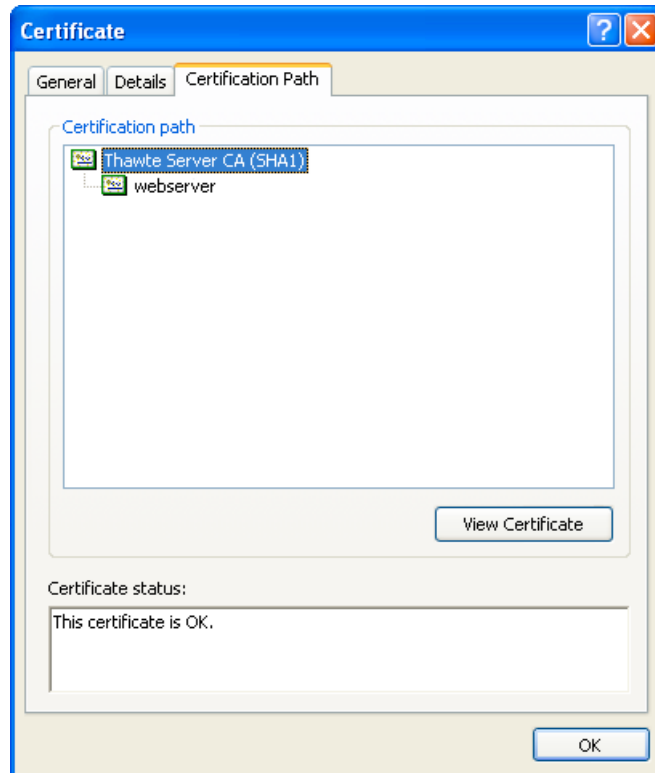 Certificate
General Details Certification Path
Certification path
Thawte Server CA (SHA1)
webserver
View Certificate
Certificate status:
This certificate is OK.
OK